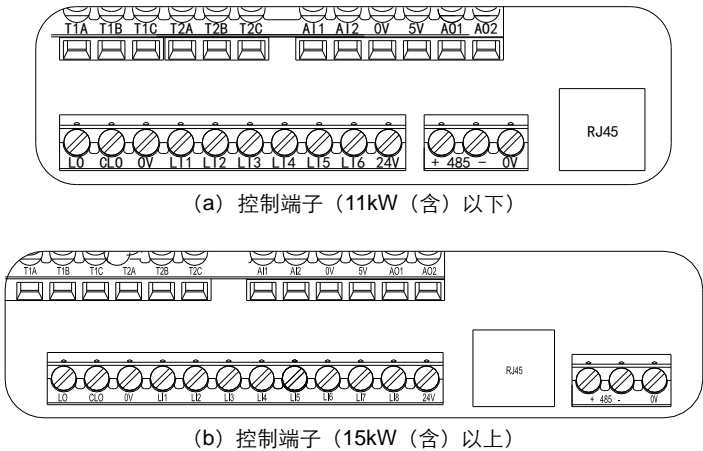 T1A T1B T1C T2A T2B T2C AI1 AI2 0V 5V AO1 AO2
RJ45
LO CLO 0V LI1 LI2 LI3 LI4 LI5 LI6 24V + 485 - 0V
(a) 控制端子（11kW（含）以下）
T1A T1B T1C T2A T2B T2C AI1 AI2 0V 5V AO1 AO2
RJ45
LO CLO 0V LI1 LI2 LI3 LI4 LI5 LI6 LI7 LI8 24V + 485 - 0V
(b) 控制端子（15kW（含）以上）